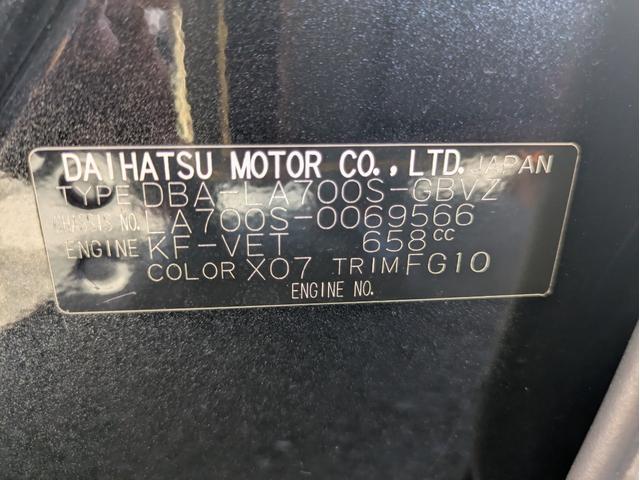 DAIHATSU MOTOR CO., LTD. JAPAN
TYPE DBA-LA700S-GBVZ
CHASSIS NO. LA700S-0069566
ENGINE KF-VET 658cc
COLOR X07 TRIM FG10
ENGINE NO.